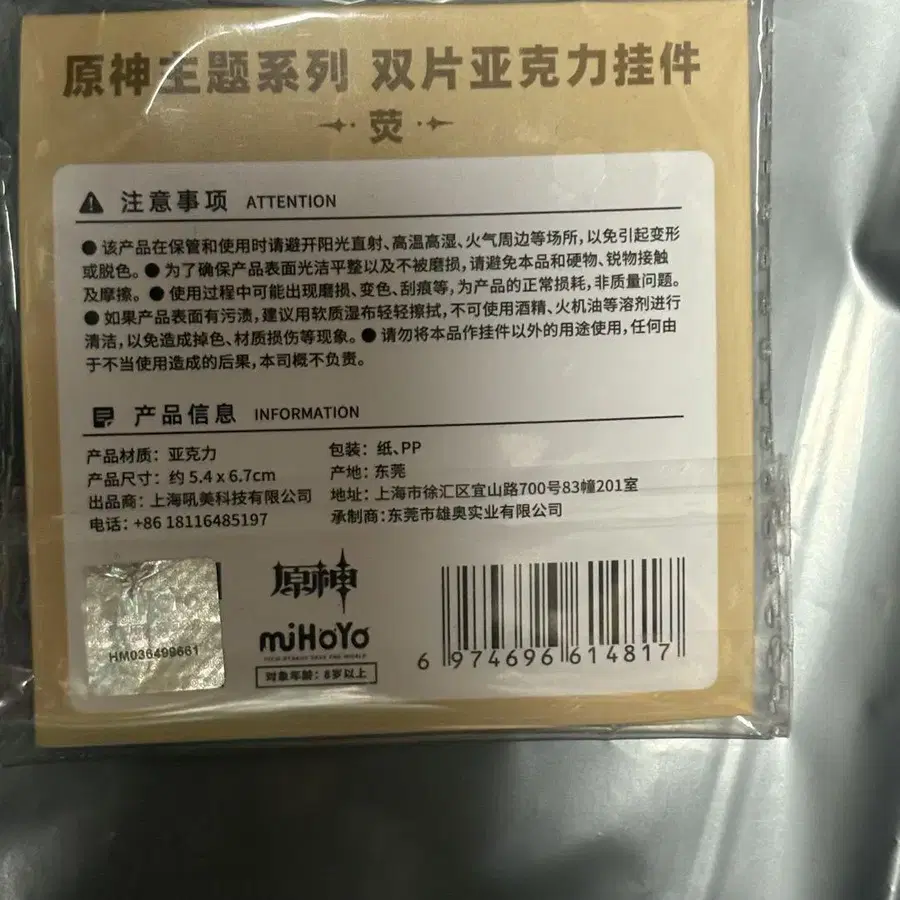 原神主题系列 双片亚克力挂件
荧
注意事项 ATTENTION
● 该产品在保管和使用时请避开阳光直射、高温高湿、火气周边等场所,以免引起变形
或脱色。● 为了确保产品表面光洁平整以及不被磨损,请避免本品和硬物、锐物接触
及摩擦。● 使用过程中可能出现磨损、变色、刮痕等,为产品的正常损耗,非质量问题。
● 如果产品表面有污渍,建议用软质湿布轻轻擦拭,不可使用酒精、火机油等溶剂进行
清洁,以免造成掉色、材质损伤等现象。● 请勿将本品作挂件以外的用途使用,任何由
于不当使用造成的后果,本司概不负责。
产品信息 INFORMATION
产品材质：亚克力 包装：纸、PP
产品尺寸：约 5.4 x 6.7cm 产地：东莞
出品商：上海吼美科技有限公司 地址：上海市徐汇区宜山路700号83幢201室
电话：+86 18116485197 承制商：东莞市雄奥实业有限公司
HM036499661
原神
miHoYo
TECH OTAKUS SAVE THE WORLD
对象年龄：8岁以上
6 974696 614817